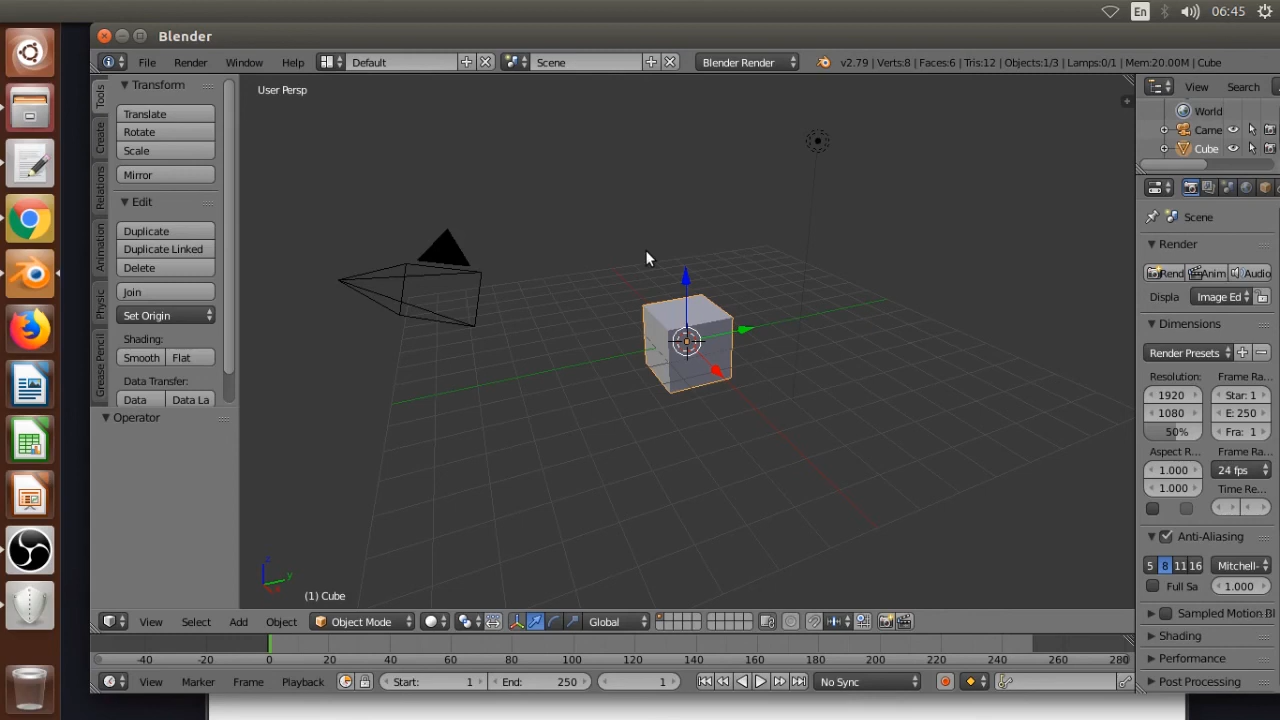 En 06:45
Blender
File Render Window Help Default Scene Blender Render v2.79 | Verts:8 | Faces:6 | Tris:12 | Objects:1/3 | Lamps:0/1 | Mem:20.00M | Cube
Tools
Create
Relations
Animation
Physic
Grease Pencil
Transform
Translate
Rotate
Scale
Mirror
Edit
Duplicate
Duplicate Linked
Delete
Join
Set Origin
Shading:
Smooth Flat
Data Transfer:
Data Data La
Operator
User Persp
z
y
x
(1) Cube
View Search
World
Came
Cube
Scene
Render
Rend Anim Audio
Displa Image Ed
Dimensions
Render Presets
Resolution: Frame Ra
1920 Star: 1
1080 E: 250
50% Fra: 1
Aspect R... Frame Ra
1.000 24 fps
1.000 Time Re...
Anti-Aliasing
5 8 11 16 Mitchell-
Full Sa 1.000
Sampled Motion Bl
Shading
Performance
Post Processing
View Select Add Object Object Mode Global
-40 -20 0 20 40 60 80 100 120 140 160 180 200 220 240 260 280
View Marker Frame Playback Start: 1 End: 250 1 No Sync